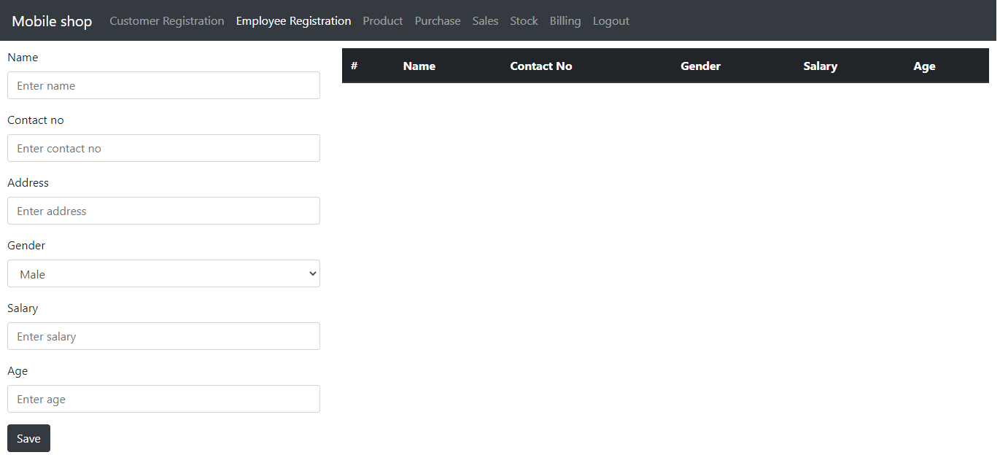 Mobile shop Customer Registration Employee Registration Product Purchase Sales Stock Billing Logout
Name
Enter name
Contact no
Enter contact no
Address
Enter address
Gender
Male
Salary
Enter salary
Age
Enter age
Save
# Name Contact No Gender Salary Age